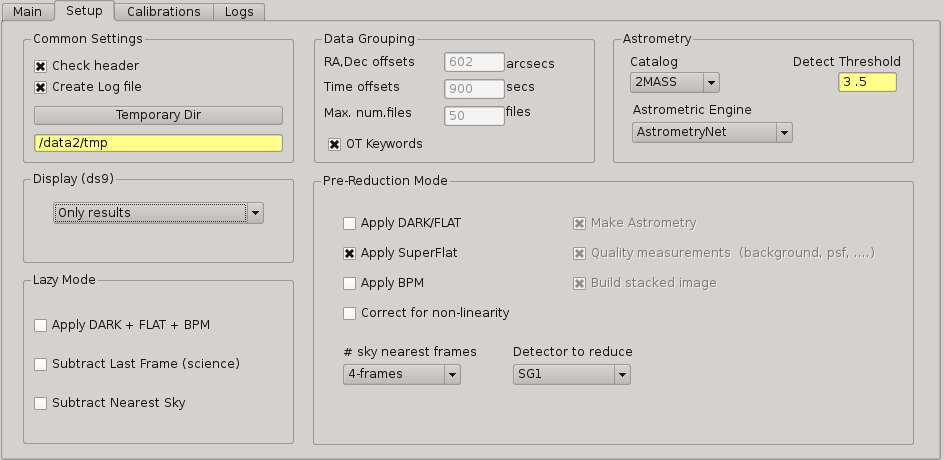 Main Setup Calibrations Logs
Common Settings
Check header
Create Log file
Temporary Dir
/data2/tmp
Data Grouping
RA,Dec offsets 602 arcsecs
Time offsets 900 secs
Max. num.files 50 files
OT Keywords
Astrometry
Catalog Detect Threshold
2MASS 3 .5
Astrometric Engine
AstrometryNet
Display (ds9)
Only results
Lazy Mode
Apply DARK + FLAT + BPM
Subtract Last Frame (science)
Subtract Nearest Sky
Pre-Reduction Mode
Apply DARK/FLAT Make Astrometry
Apply SuperFlat Quality measurements (background, psf, ....)
Apply BPM Build stacked image
Correct for non-linearity
# sky nearest frames Detector to reduce
4-frames SG1